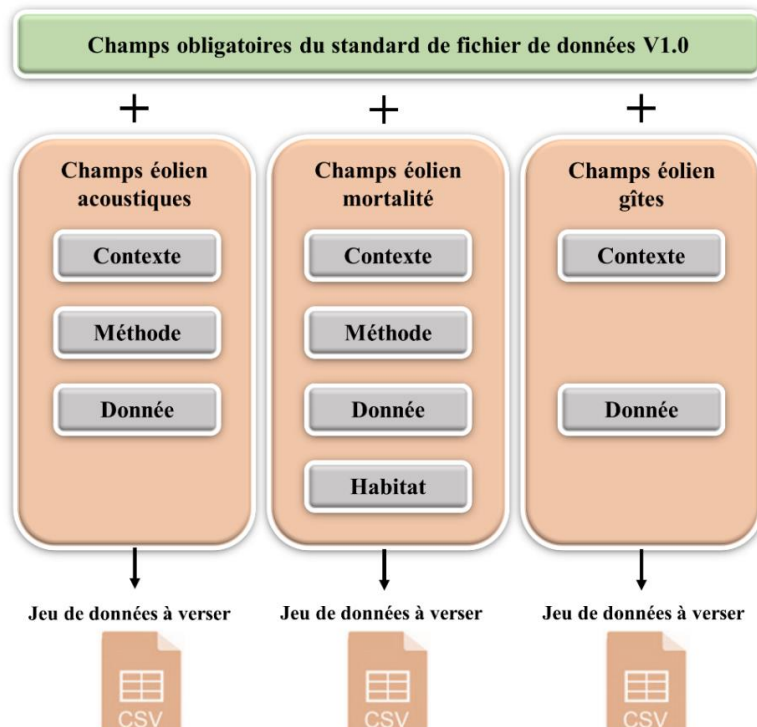 Champs obligatoires du standard de fichier de données V1.0
+ + +
Champs éolien
acoustiques
Contexte
Méthode
Donnée
Champs éolien
mortalité
Contexte
Méthode
Donnée
Habitat
Champs éolien
gîtes
Contexte
Donnée
Jeu de données à verser
Jeu de données à verser
Jeu de données à verser
CSV
CSV
CSV